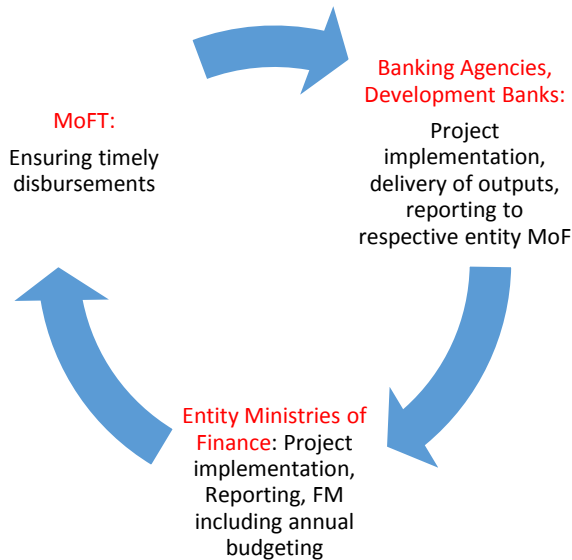 MoFT:
Ensuring timely
disbursements
Banking Agencies,
Development Banks:
Project
implementation,
delivery of outputs,
reporting to
respective entity MoF
Entity Ministries of
Finance: Project
implementation,
Reporting, FM
including annual
budgeting